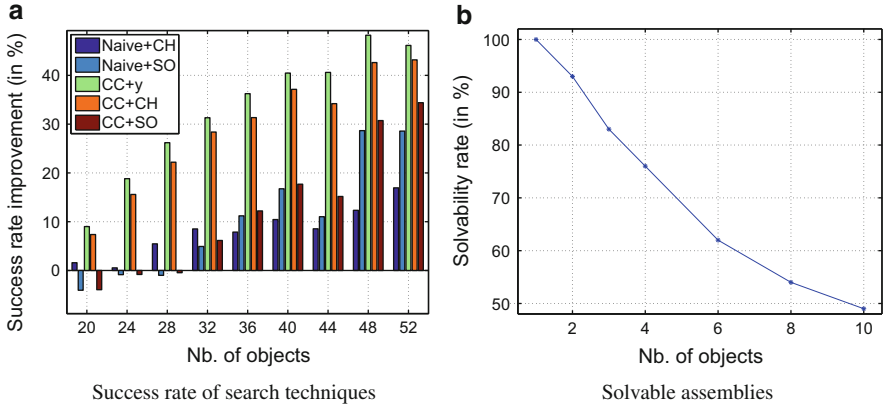 a
Success rate improvement (in %)
40
30
20
10
0
Naive+CH
Naive+SO
CC+y
CC+CH
CC+SO
20 24 28 32 36 40 44 48 52
Nb. of objects
Success rate of search techniques
b
Solvability rate (in %)
100
90
80
70
60
50
2 4 6 8 10
Nb. of objects
Solvable assemblies